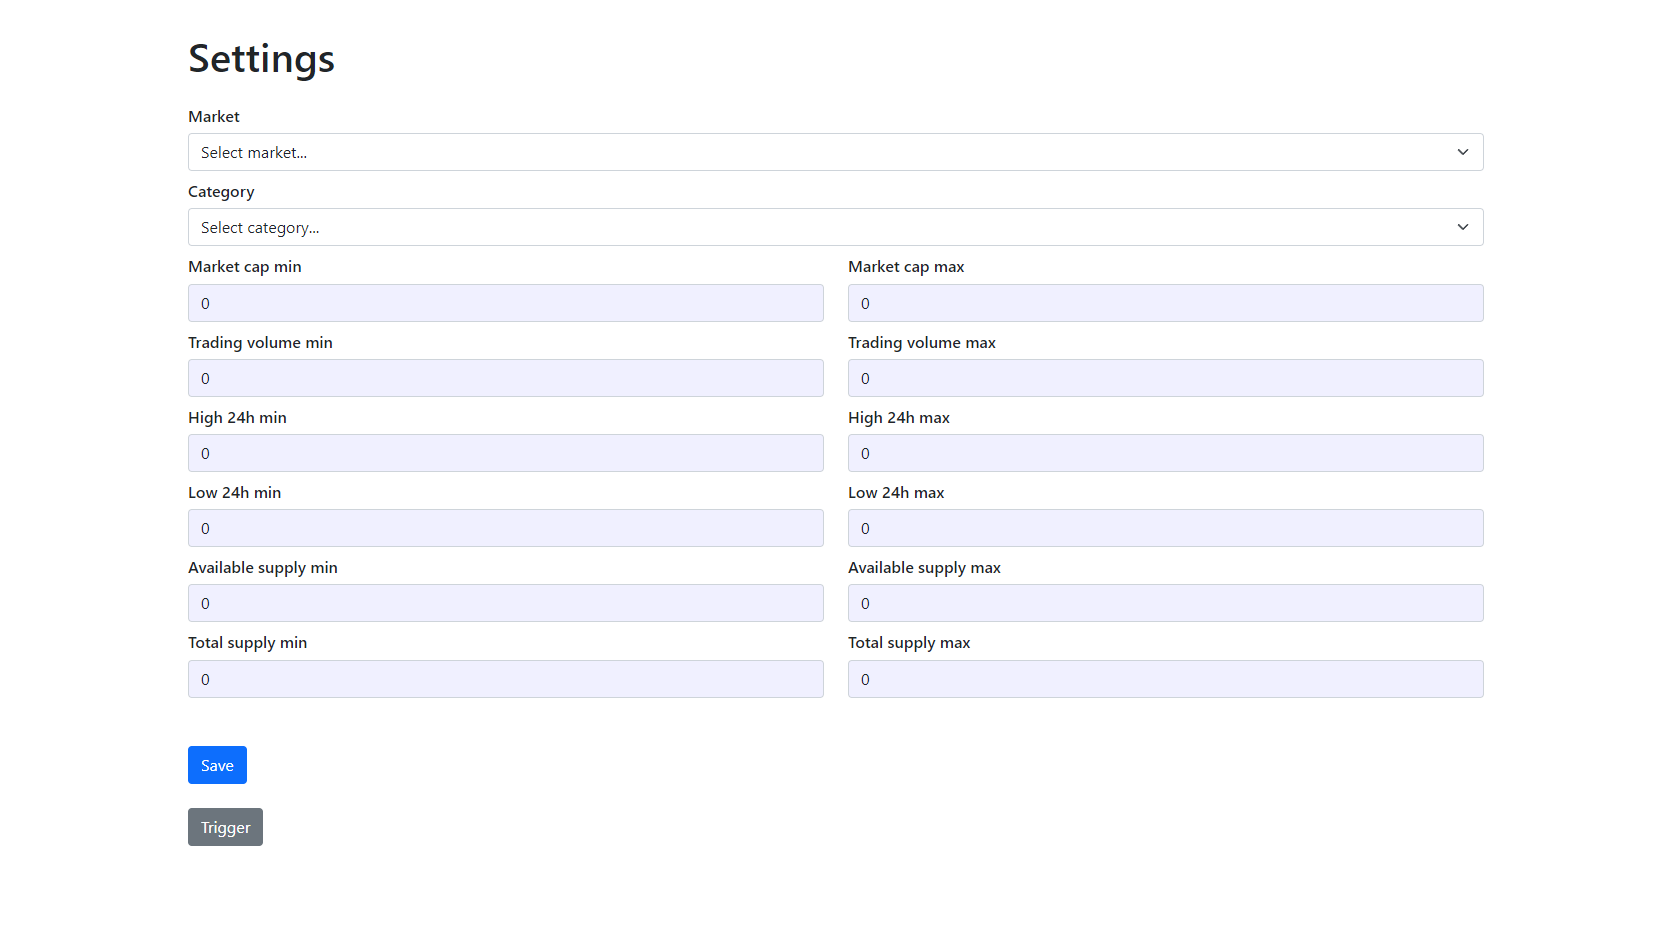 Settings
Market
Select market...
Category
Select category...
Market cap min
Market cap max
0
0
Trading volume min
Trading volume max
0
0
High 24h min
High 24h max
0
0
Low 24h min
Low 24h max
0
0
Available supply min
Available supply max
0
0
Total supply min
Total supply max
0
0
Save
Trigger